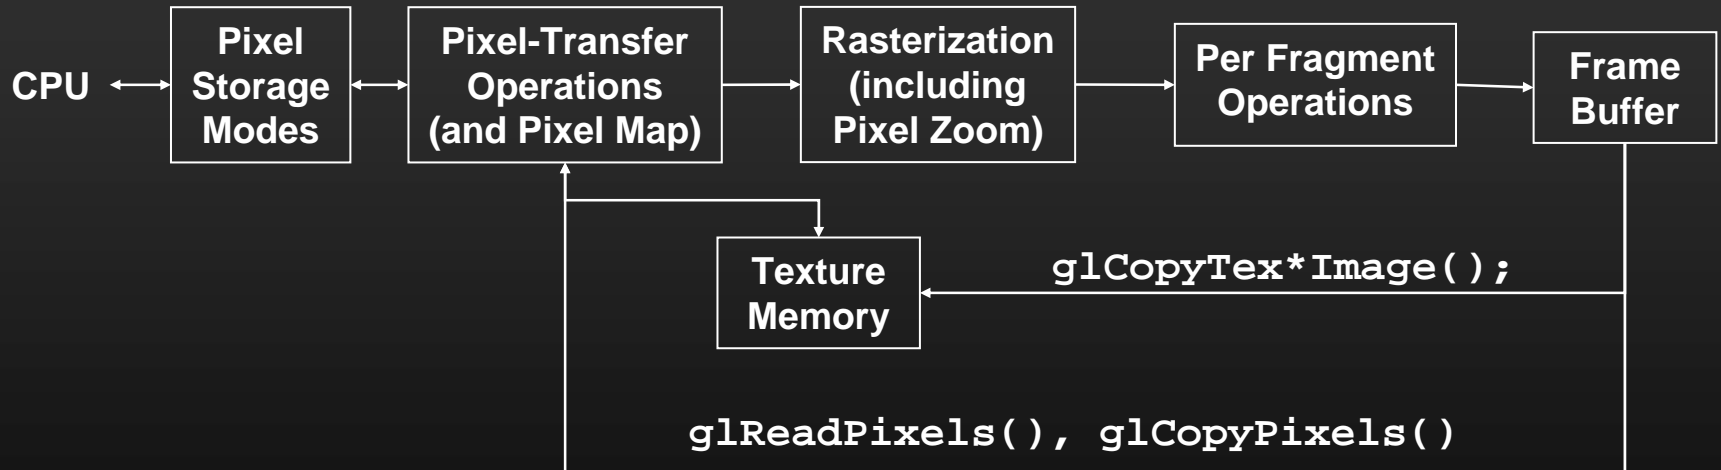 CPU
Pixel
Storage
Modes
Pixel-Transfer
Operations
(and Pixel Map)
Rasterization
(including
Pixel Zoom)
Per Fragment
Operations
Frame
Buffer
Texture
Memory
glCopyTex*Image();
glReadPixels(), glCopyPixels()